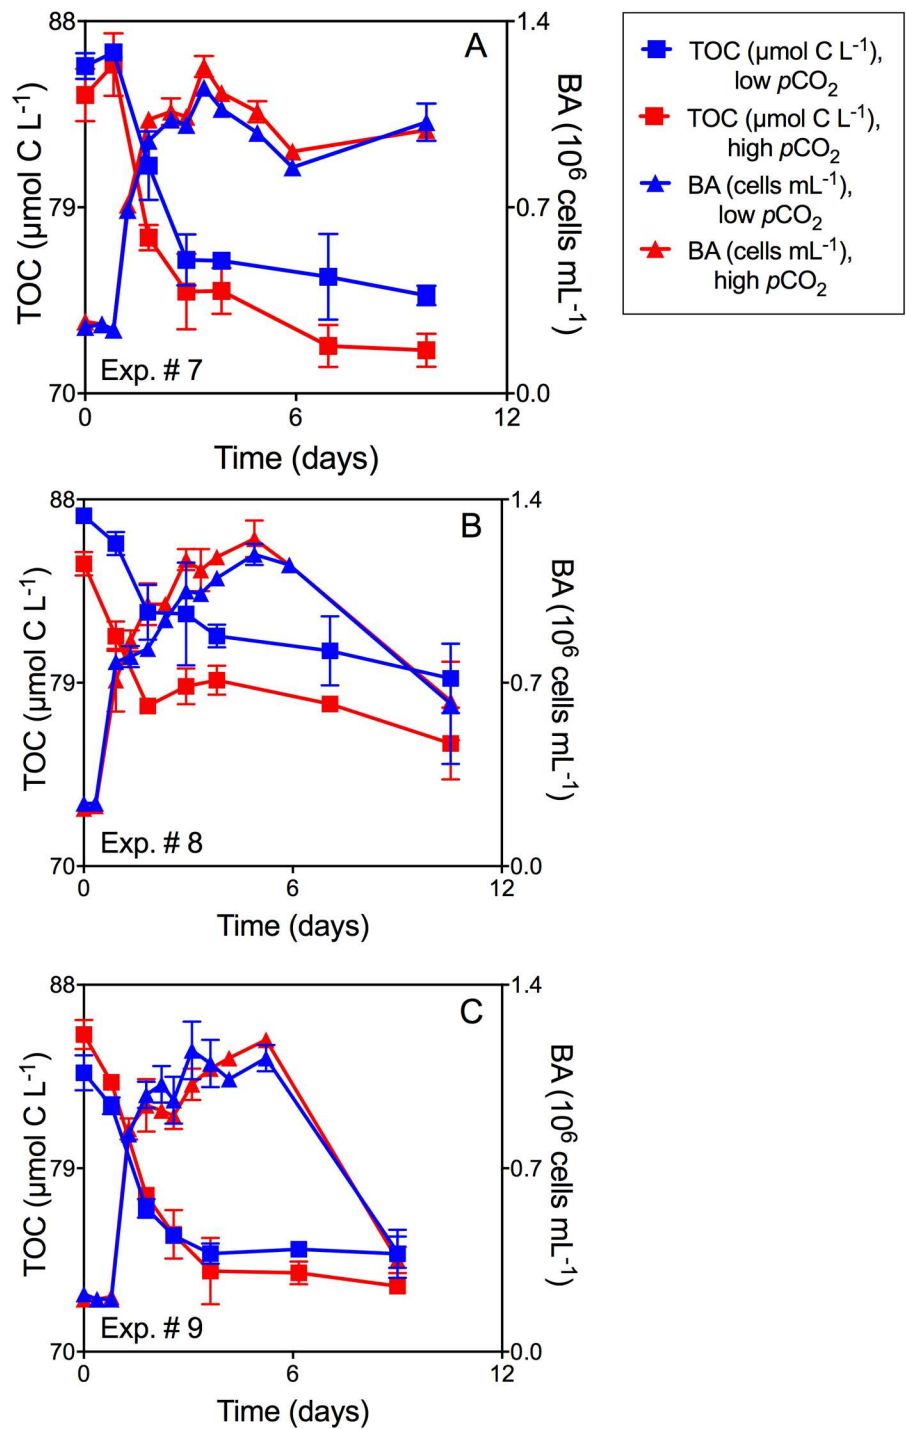 88
1.4
A
TOC (µmol C L⁻¹)
79
0.7
BA (10⁶ cells mL⁻¹)
Exp. # 7
70
0.0
0
6
12
Time (days)
TOC (µmol C L⁻¹),
low pCO₂
TOC (µmol C L⁻¹),
high pCO₂
BA (cells mL⁻¹),
low pCO₂
BA (cells mL⁻¹),
high pCO₂
88
1.4
B
TOC (µmol C L⁻¹)
79
0.7
BA (10⁶ cells mL⁻¹)
Exp. # 8
70
0.0
0
6
12
Time (days)
88
1.4
C
TOC (µmol C L⁻¹)
79
0.7
BA (10⁶ cells mL⁻¹)
Exp. # 9
70
0.0
0
6
12
Time (days)